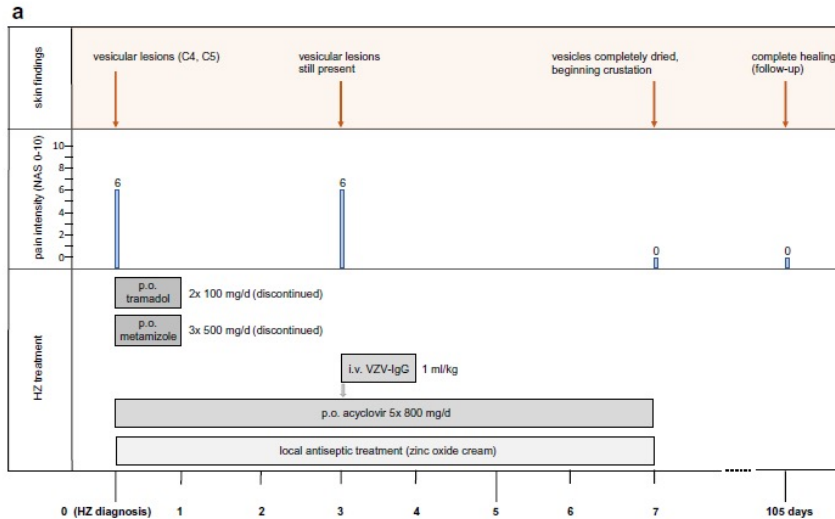 a
skin findings
vesicular lesions (C4, C5)
vesicular lesions
still present
vesicles completely dried,
beginning crustation
complete healing
(follow-up)
pain intensity (NAS 0-10)
10
8
6
4
2
0
6
6
0
0
HZ treatment
p.o.
tramadol
2x 100 mg/d (discontinued)
p.o.
metamizole
3x 500 mg/d (discontinued)
i.v. VZV-IgG
1 ml/kg
p.o. acyclovir 5x 800 mg/d
local antiseptic treatment (zinc oxide cream)
0 (HZ diagnosis) 1 2 3 4 5 6 7 105 days